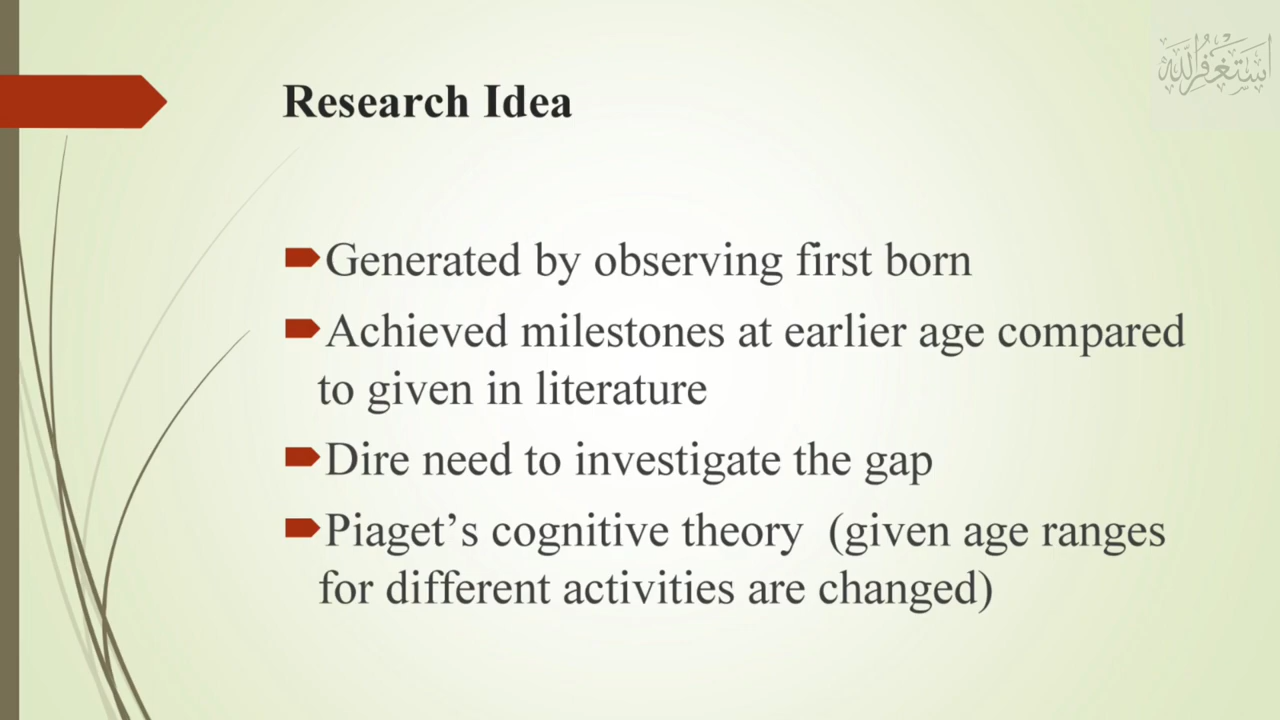 استغفر الله
Research Idea
Generated by observing first born
Achieved milestones at earlier age compared
to given in literature
Dire need to investigate the gap
Piaget’s cognitive theory (given age ranges
for different activities are changed)